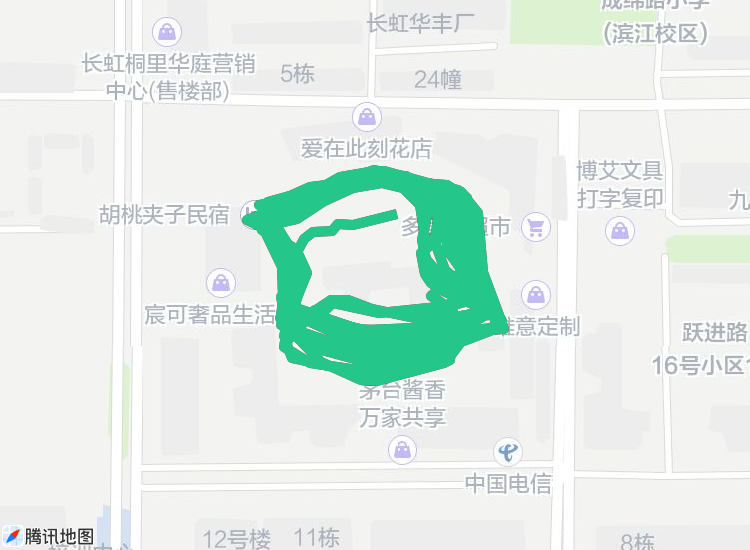 成绵路小学
(滨江校区)
长虹华丰厂
长虹桐里华庭营销
中心(售楼部)
5栋
24幢
爱在此刻花店
博艾文具
打字复印
胡桃夹子民宿
多
超市
九
宸可奢品生活
意定制
跃进路
16号小区1
茅台酱香
万家共享
中国电信
腾讯地图
12号楼
11栋
8栋